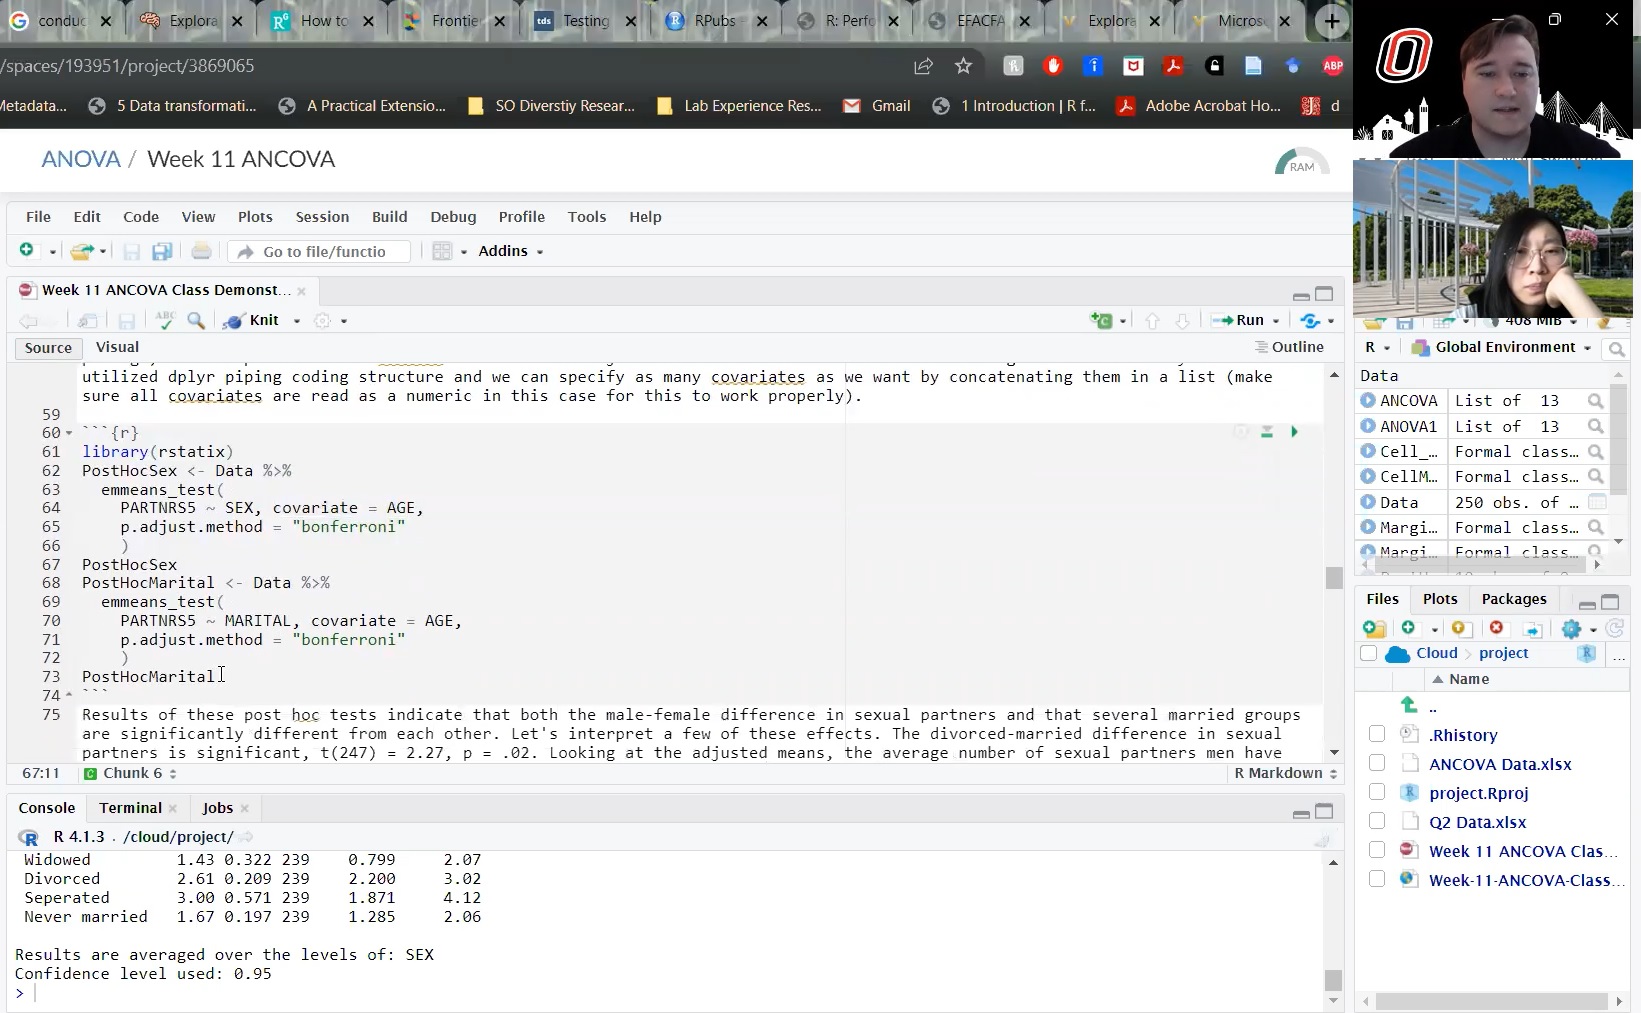 conduc Explora How to Frontie Testing RPubs R: Perfo EFACFA Explora Micros
/spaces/193951/project/3869065
ABP
Metadata... 5 Data transformati... A Practical Extensio... SO Diverstiy Resear... Lab Experience Res... Gmail 1 Introduction | R f... Adobe Acrobat Ho... d
ANOVA / Week 11 ANCOVA
RAM
File Edit Code View Plots Session Build Debug Profile Tools Help
Go to file/functio Addins
Week 11 ANCOVA Class Demonst...
ABC Knit Run
Source Visual Outline
utilized dplyr piping coding structure and we can specify as many covariates as we want by concatenating them in a list (make
sure all covariates are read as a numeric in this case for this to work properly).
59
60 ```{r}
61 library(rstatix)
62 PostHocSex <- Data %>%
63 emmeans_test(
64 PARTNRS5 ~ SEX, covariate = AGE,
65 p.adjust.method = "bonferroni"
66 )
67 PostHocSex
68 PostHocMarital <- Data %>%
69 emmeans_test(
70 PARTNRS5 ~ MARITAL, covariate = AGE,
71 p.adjust.method = "bonferroni"
72 )
73 PostHocMarital
74 ```
75 Results of these post hoc tests indicate that both the male-female difference in sexual partners and that several married groups
are significantly different from each other. Let's interpret a few of these effects. The divorced-married difference in sexual
partners is significant, t(247) = 2.27, p = .02. Looking at the adjusted means, the average number of sexual partners men have
67:11 Chunk 6 R Markdown
Console Terminal Jobs
R 4.1.3 . /cloud/project/
Widowed 1.43 0.322 239 0.799 2.07
Divorced 2.61 0.209 239 2.200 3.02
Seperated 3.00 0.571 239 1.871 4.12
Never married 1.67 0.197 239 1.285 2.06
Results are averaged over the levels of: SEX
Confidence level used: 0.95
>
408 MiB
R Global Environment
Data
ANCOVA List of 13
ANOVA1 List of 13
Cell_... Formal class...
CellM... Formal class...
Data 250 obs. of ...
Margi... Formal class...
Margi... Formal class...
Files Plots Packages
Cloud > project ...
Name
..
.Rhistory
ANCOVA Data.xlsx
project.Rproj
Q2 Data.xlsx
Week 11 ANCOVA Clas...
Week-11-ANCOVA-Class...